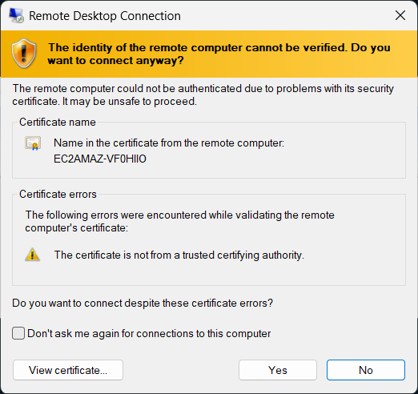 Remote Desktop Connection
The identity of the remote computer cannot be verified. Do you
want to connect anyway?
The remote computer could not be authenticated due to problems with its security
certificate. It may be unsafe to proceed.
Certificate name
Name in the certificate from the remote computer:
EC2AMAZ-VF0HIIO
Certificate errors
The following errors were encountered while validating the remote
computer's certificate:
The certificate is not from a trusted certifying authority.
Do you want to connect despite these certificate errors?
Don't ask me again for connections to this computer
View certificate...
Yes
No